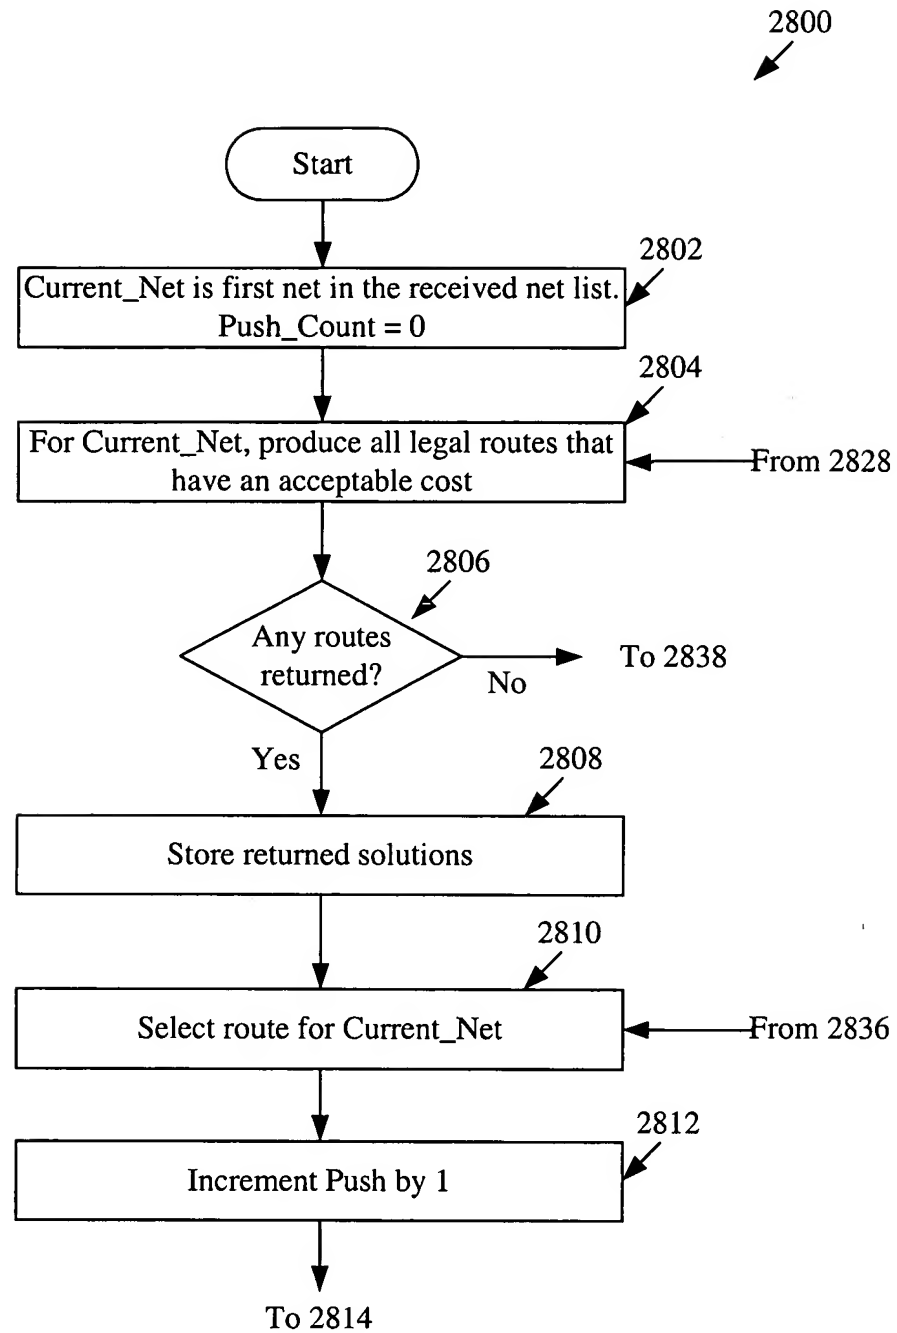 2800
Start
2802
Current_Net is first net in the received net list.
Push_Count = 0
2804
For Current_Net, produce all legal routes that
have an acceptable cost
From 2828
2806
Any routes
returned?
No
To 2838
Yes
2808
Store returned solutions
2810
Select route for Current_Net
From 2836
2812
Increment Push by 1
To 2814